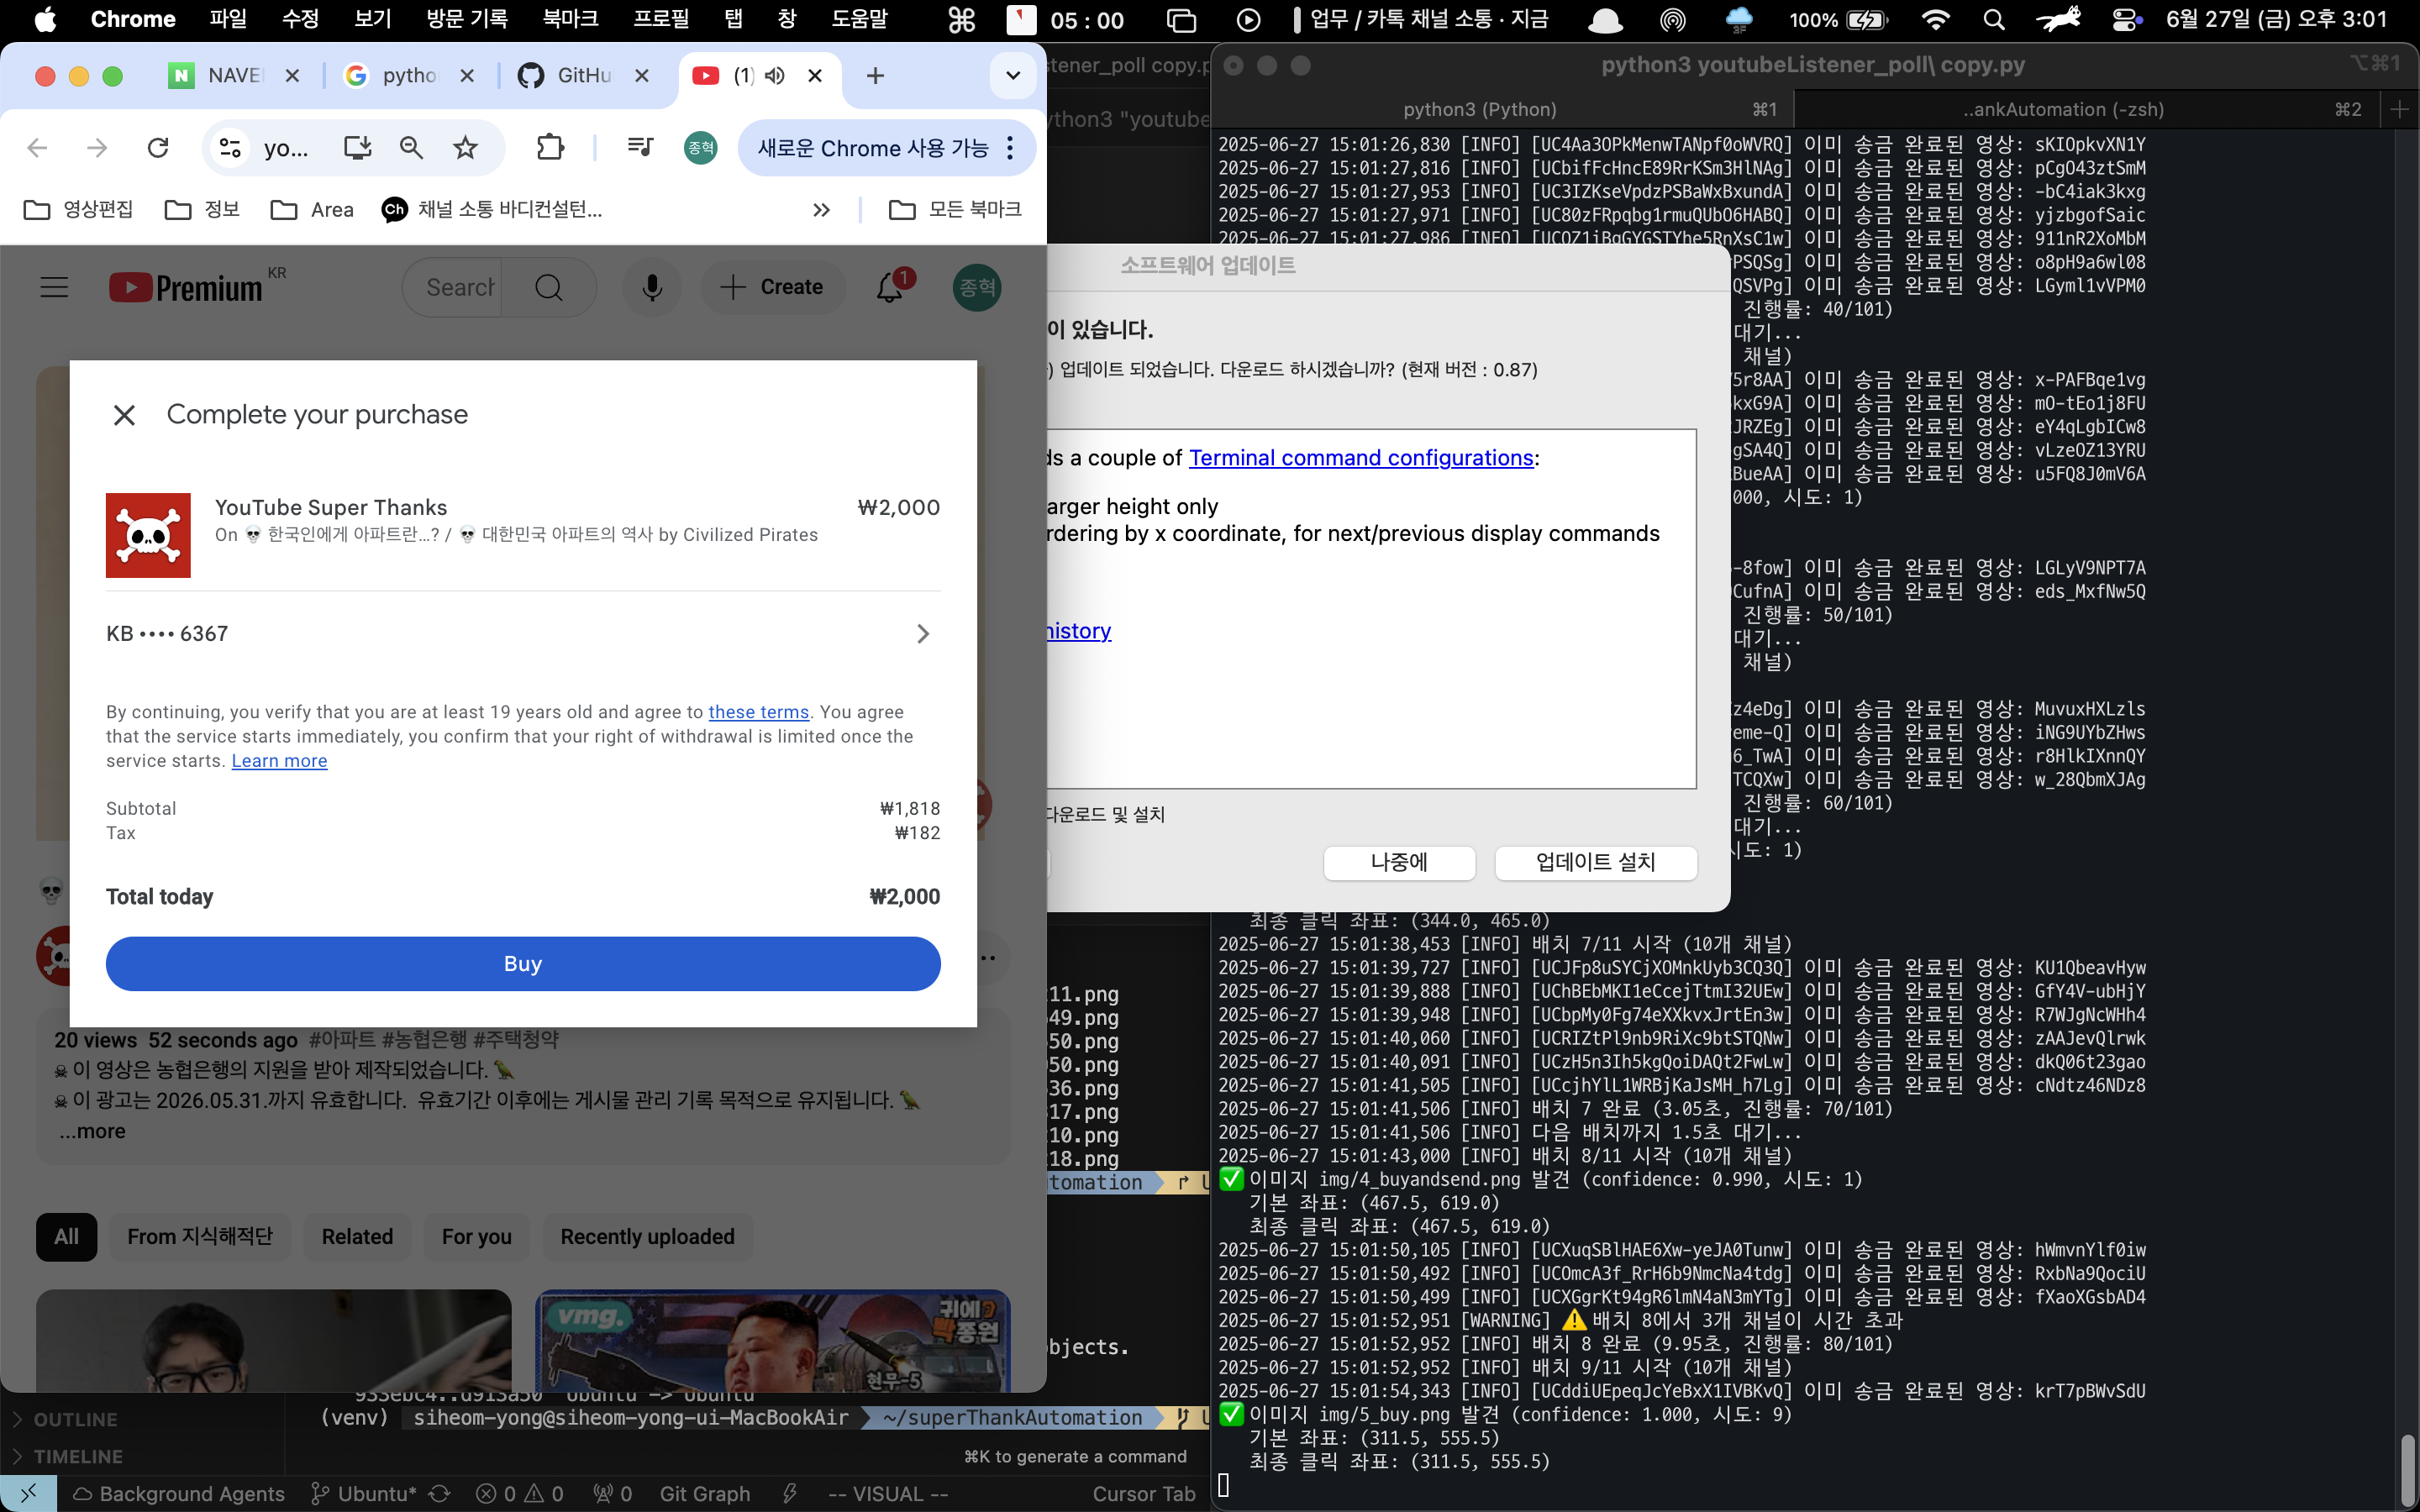 Chrome 파일 수정 보기 방문 기록 북마크 프로필 탭 창 도움말
05 : 00
업무 / 카톡 채널 소통 · 지금
100%
6월 27일 (금) 오후 3:01
NAVE
pytho
GitHu
(1)
yo...
종혁
새로운 Chrome 사용 가능
영상편집
정보
Area
채널 소통 바디컨설턴...
모든 북마크
Premium KR
Search
Create
1
종혁
Complete your purchase
YouTube Super Thanks ₩2,000
On 💀 한국인에게 아파트란...? / 💀 대한민국 아파트의 역사 by Civilized Pirates
KB •••• 6367
By continuing, you verify that you are at least 19 years old and agree to these terms. You agree
that the service starts immediately, you confirm that your right of withdrawal is limited once the
service starts. Learn more
Subtotal ₩1,818
Tax ₩182
Total today ₩2,000
Buy
20 views 52 seconds ago #아파트 #농협은행 #주택청약
☠ 이 영상은 농협은행의 지원을 받아 제작되었습니다. 🦜
☠ 이 광고는 2026.05.31.까지 유효합니다. 유효기간 이후에는 게시물 관리 기록 목적으로 유지됩니다. 🦜
...more
All
From 지식해적단
Related
For you
Recently uploaded
vmg.
귀에
박종원
현무-5
stener_poll copy.p
ython3 "youtube
소프트웨어 업데이트
이 있습니다.
) 업데이트 되었습니다. 다운로드 하시겠습니까? (현재 버전 : 0.87)
ds a couple of Terminal command configurations:
arger height only
rdering by x coordinate, for next/previous display commands
history
다운로드 및 설치
나중에
업데이트 설치
11.png
49.png
50.png
50.png
36.png
17.png
10.png
18.png
tomation
bjects.
933ebc4..d913a50 Ubuntu -> Ubuntu
(venv) siheom-yong@siheom-yong-ui-MacBookAir ~/superThankAutomation
⌘K to generate a command
OUTLINE
TIMELINE
Background Agents
Ubuntu*
0 0
0
Git Graph
-- VISUAL --
Cursor Tab
python3 youtubeListener_poll\ copy.py
⌥⌘1
python3 (Python) ⌘1
..ankAutomation (-zsh) ⌘2
2025-06-27 15:01:26,830 [INFO] [UC4Aa3OPkMenwTANpf0oWVRQ] 이미 송금 완료된 영상: sKIOpkvXN1Y
2025-06-27 15:01:27,816 [INFO] [UCbifFcHncE89RrKSm3HlNAg] 이미 송금 완료된 영상: pCgO43ztSmM
2025-06-27 15:01:27,953 [INFO] [UC3IZKseVpdzPSBaWxBxundA] 이미 송금 완료된 영상: -bC4iak3kxg
2025-06-27 15:01:27,971 [INFO] [UC80zFRpqbg1rmuQUbO6HABQ] 이미 송금 완료된 영상: yjzbgofSaic
2025-06-27 15:01:27,986 [INFO] [UCOZ1jBgGYGSTYhe5RnXsC1w] 이미 송금 완료된 영상: 911nR2XoMbM
rPSQSg] 이미 송금 완료된 영상: o8pH9a6wl08
QSVPg] 이미 송금 완료된 영상: LGyml1vVPM0
진행률: 40/101)
대기...
채널)
5r8AA] 이미 송금 완료된 영상: x-PAFBqe1vg
kxG9A] 이미 송금 완료된 영상: mO-tEo1j8FU
JRZEg] 이미 송금 완료된 영상: eY4qLgbICw8
gSA4Q] 이미 송금 완료된 영상: vLzeOZ13YRU
BueAA] 이미 송금 완료된 영상: u5FQ8J0mV6A
000, 시도: 1)
-8fow] 이미 송금 완료된 영상: LGLyV9NPT7A
CufnA] 이미 송금 완료된 영상: eds_MxfNw5Q
진행률: 50/101)
대기...
채널)
z4eDg] 이미 송금 완료된 영상: MuvuxHXLzls
eme-Q] 이미 송금 완료된 영상: iNG9UYbZHws
6_TwA] 이미 송금 완료된 영상: r8HlkIXnnQY
TCQXw] 이미 송금 완료된 영상: w_28QbmXJAg
진행률: 60/101)
대기...
시도: 1)
최종 클릭 좌표: (344.0, 465.0)
2025-06-27 15:01:38,453 [INFO] 배치 7/11 시작 (10개 채널)
2025-06-27 15:01:39,727 [INFO] [UCJFp8uSYCjXOMnkUyb3CQ3Q] 이미 송금 완료된 영상: KU1QbeavHyw
2025-06-27 15:01:39,888 [INFO] [UChBEbMKI1eCcejTtmI32UEw] 이미 송금 완료된 영상: GfY4V-ubHjY
2025-06-27 15:01:39,948 [INFO] [UCbpMy0Fg74eXXkvxJrtEn3w] 이미 송금 완료된 영상: R7WJgNcWHh4
2025-06-27 15:01:40,060 [INFO] [UCRIZtPl9nb9RiXc9btSTQNw] 이미 송금 완료된 영상: zAAJevQlrwk
2025-06-27 15:01:40,091 [INFO] [UCzH5n3Ih5kgQoiDAQt2FwLw] 이미 송금 완료된 영상: dkQ06t23gao
2025-06-27 15:01:41,505 [INFO] [UCcjhYlL1WRBjKaJsMH_h7Lg] 이미 송금 완료된 영상: cNdtz46NDz8
2025-06-27 15:01:41,506 [INFO] 배치 7 완료 (3.05초, 진행률: 70/101)
2025-06-27 15:01:41,506 [INFO] 다음 배치까지 1.5초 대기...
2025-06-27 15:01:43,000 [INFO] 배치 8/11 시작 (10개 채널)
✅ 이미지 img/4_buyandsend.png 발견 (confidence: 0.990, 시도: 1)
기본 좌표: (467.5, 619.0)
최종 클릭 좌표: (467.5, 619.0)
2025-06-27 15:01:50,105 [INFO] [UCXuqSBlHAE6Xw-yeJA0Tunw] 이미 송금 완료된 영상: hWmvnYlf0iw
2025-06-27 15:01:50,492 [INFO] [UCOmcA3f_RrH6b9NmcNa4tdg] 이미 송금 완료된 영상: RxbNa9QociU
2025-06-27 15:01:50,499 [INFO] [UCXGgrKt94gR6lmN4aN3mYTg] 이미 송금 완료된 영상: fXaoXGsbAD4
2025-06-27 15:01:52,951 [WARNING] ⚠️ 배치 8에서 3개 채널이 시간 초과
2025-06-27 15:01:52,952 [INFO] 배치 8 완료 (9.95초, 진행률: 80/101)
2025-06-27 15:01:52,952 [INFO] 배치 9/11 시작 (10개 채널)
2025-06-27 15:01:54,343 [INFO] [UCddiUEpeqJcYeBxX1IVBKvQ] 이미 송금 완료된 영상: krT7pBWvSdU
✅ 이미지 img/5_buy.png 발견 (confidence: 1.000, 시도: 9)
기본 좌표: (311.5, 555.5)
최종 클릭 좌표: (311.5, 555.5)